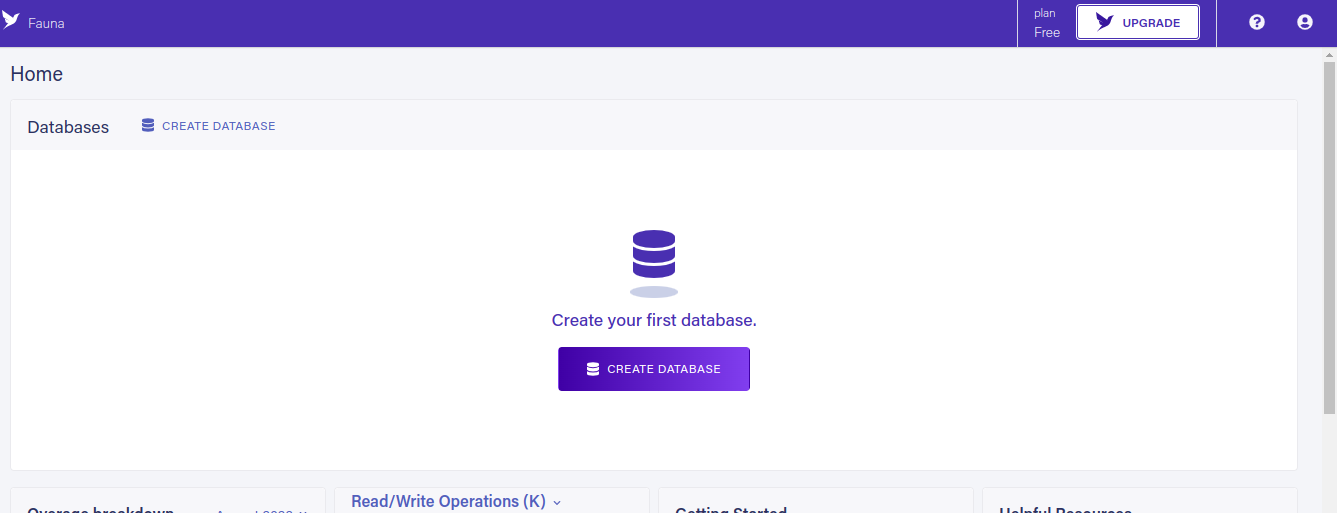 Fauna
plan
Free
UPGRADE
Home
Databases
CREATE DATABASE
Create your first database.
CREATE DATABASE
Overage breakdown
Read/Write Operations (K)
Getting Started
Helpful Resources